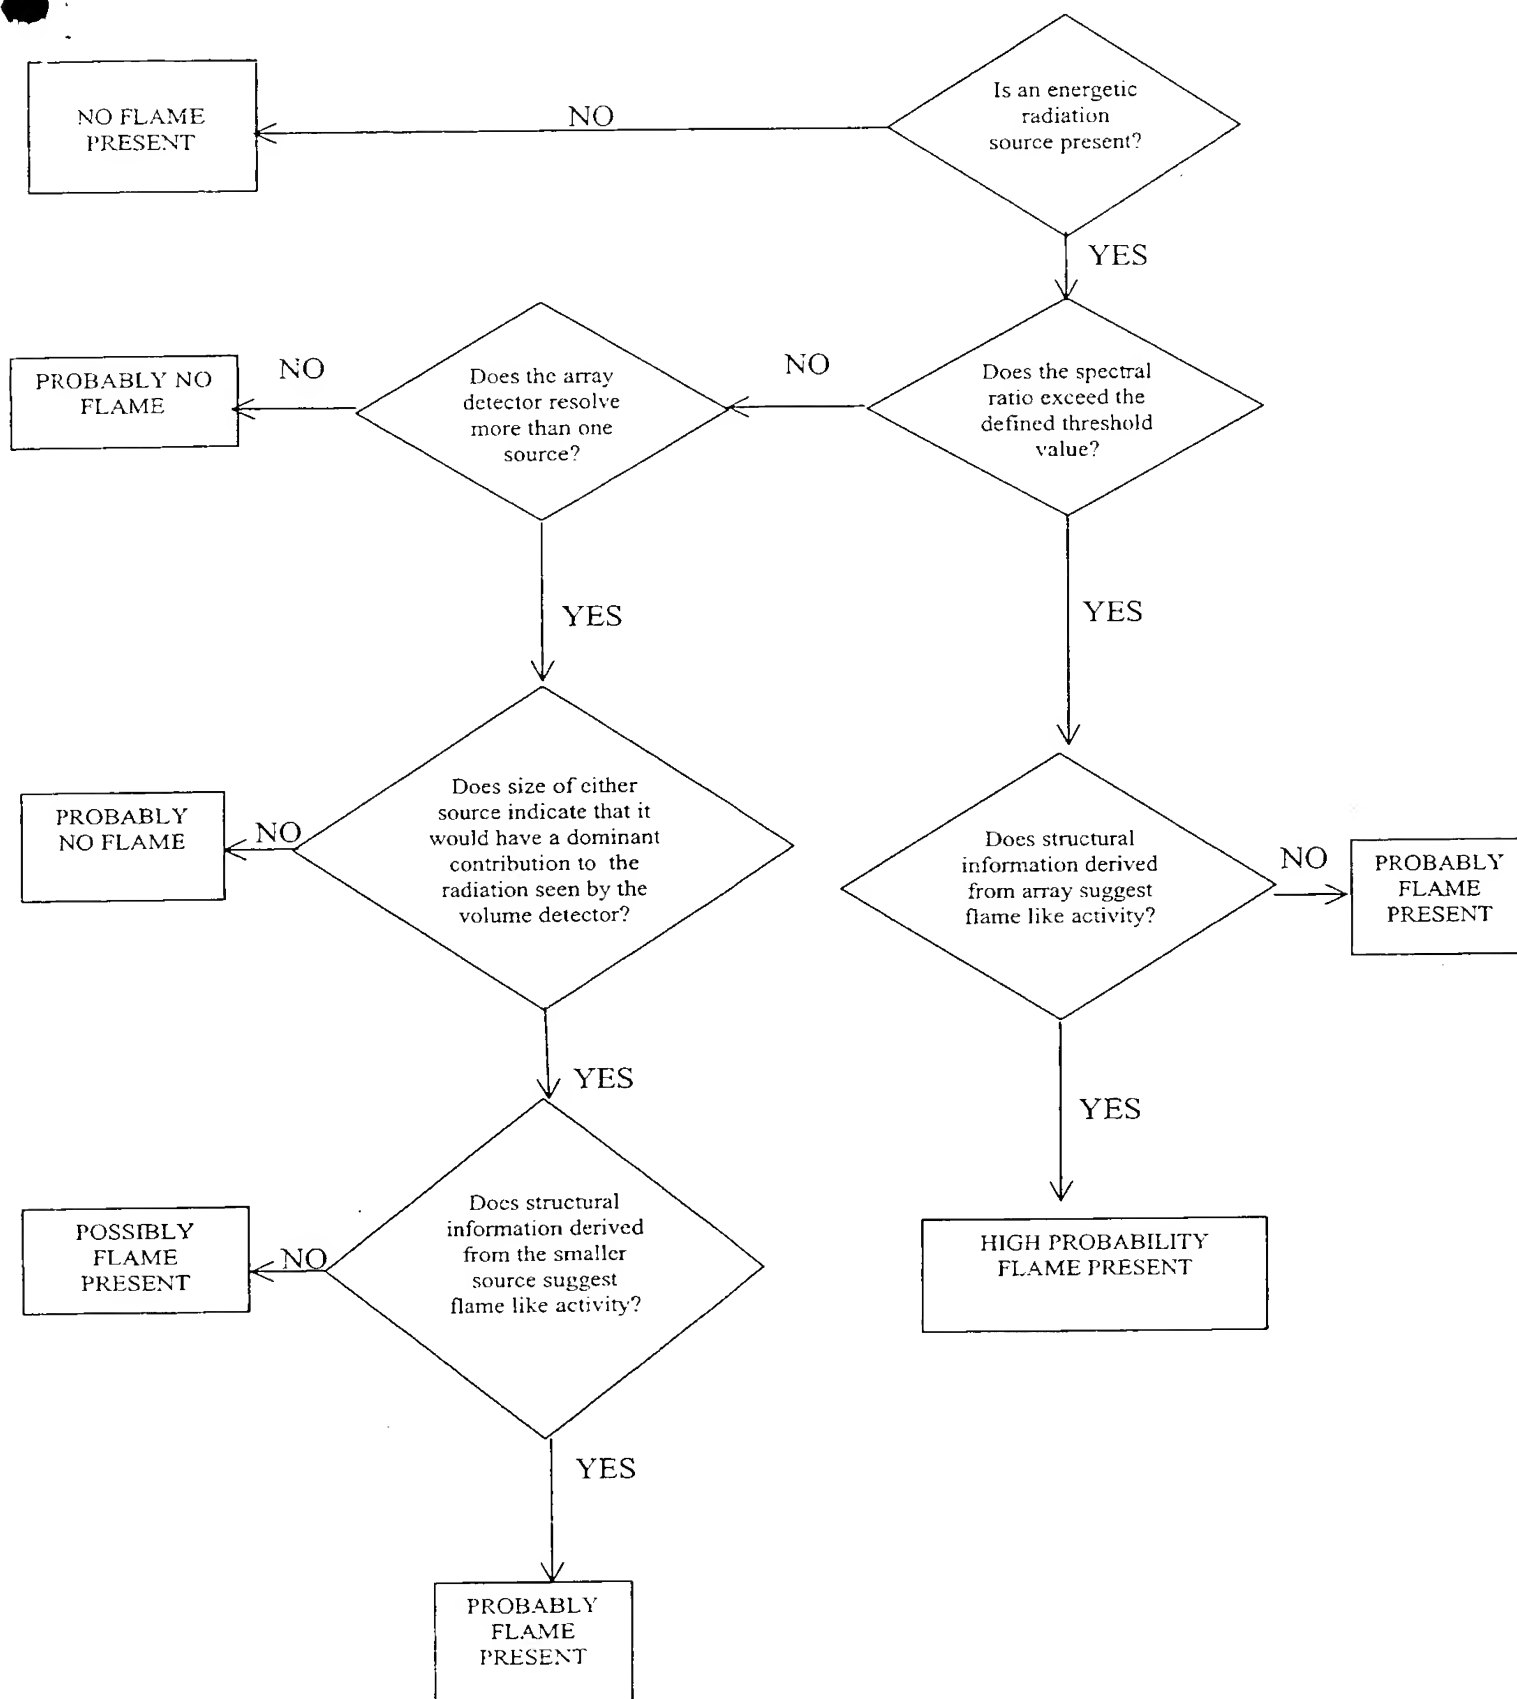 NO FLAME
PRESENT
NO
Is an energetic
radiation
source present?
YES
PROBABLY NO
FLAME
NO
Does the array
detector resolve
more than one
source?
NO
Does the spectral
ratio exceed the
defined threshold
value?
YES
YES
PROBABLY
NO FLAME
NO
Does size of either
source indicate that it
would have a dominant
contribution to the
radiation seen by the
volume detector?
Does structural
information derived
from array suggest
flame like activity?
NO
PROBABLY
FLAME
PRESENT
YES
YES
POSSIBLY
FLAME
PRESENT
NO
Does structural
information derived
from the smaller
source suggest
flame like activity?
HIGH PROBABILITY
FLAME PRESENT
YES
PROBABLY
FLAME
PRESENT